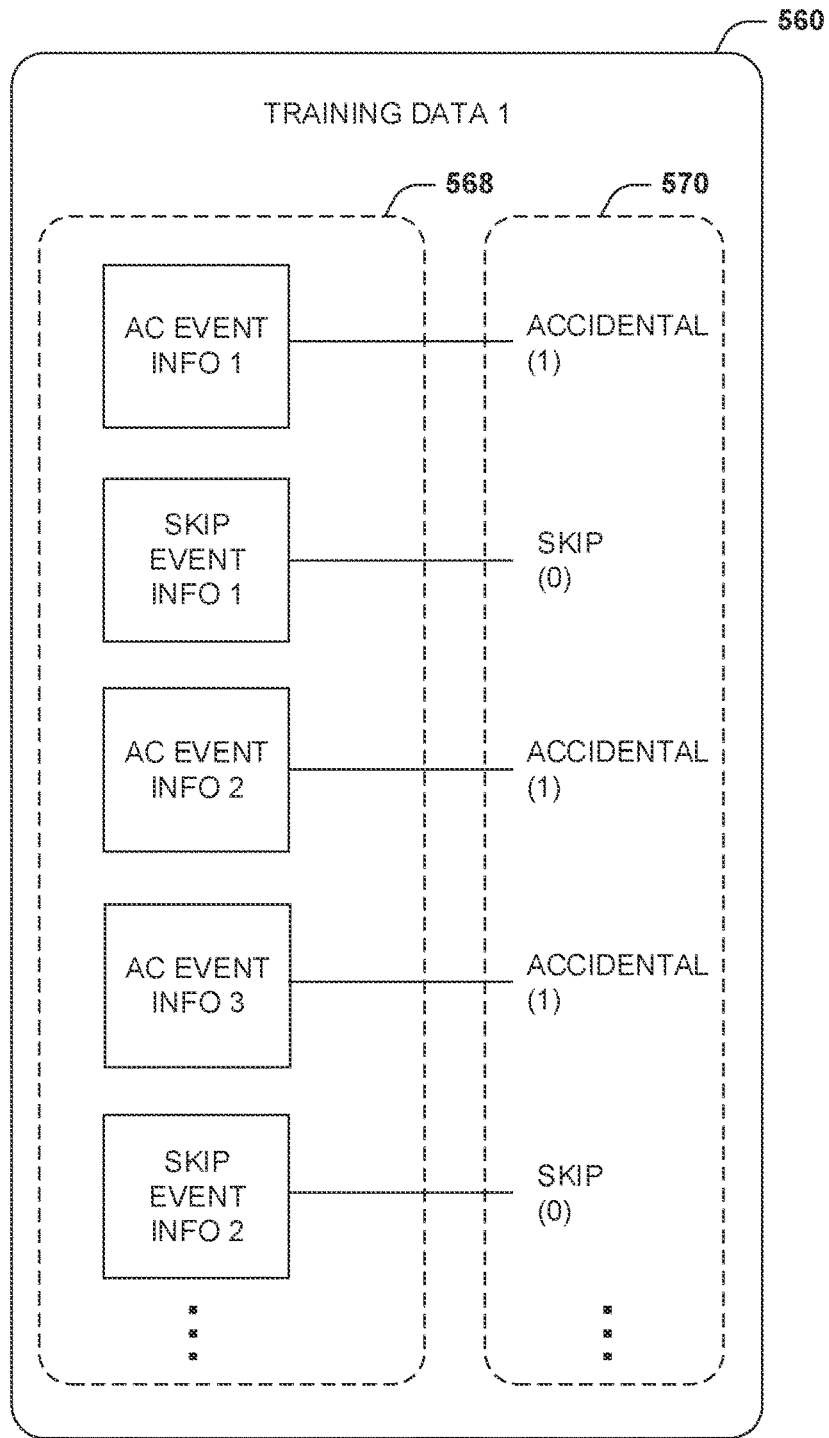 560
TRAINING DATA 1
568
570
AC EVENT
INFO 1
ACCIDENTAL
(1)
SKIP
EVENT
INFO 1
SKIP
(0)
AC EVENT
INFO 2
ACCIDENTAL
(1)
AC EVENT
INFO 3
ACCIDENTAL
(1)
SKIP
EVENT
INFO 2
SKIP
(0)